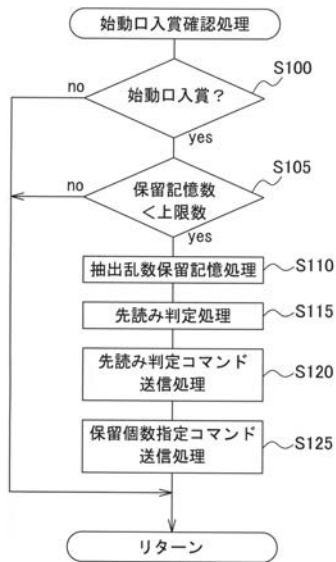 始動口入賞確認処理
S100
no
始動口入賞?
yes
S105
no
保留記憶数
<上限数
yes
抽出乱数保留記憶処理
S110
先読み判定処理
S115
先読み判定コマンド
送信処理
S120
保留個数指定コマンド
送信処理
S125
リターン